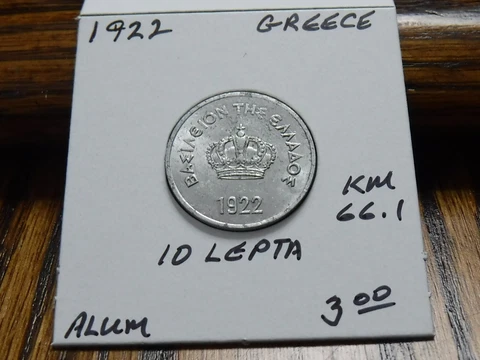 1922 GREECE
ΒΑΣΙΛΕΙΟΝ ΤΗΣ ΕΛΛΑΔΟΣ
1922
KM
66.1
10 LEPTA
ALUM 3.00